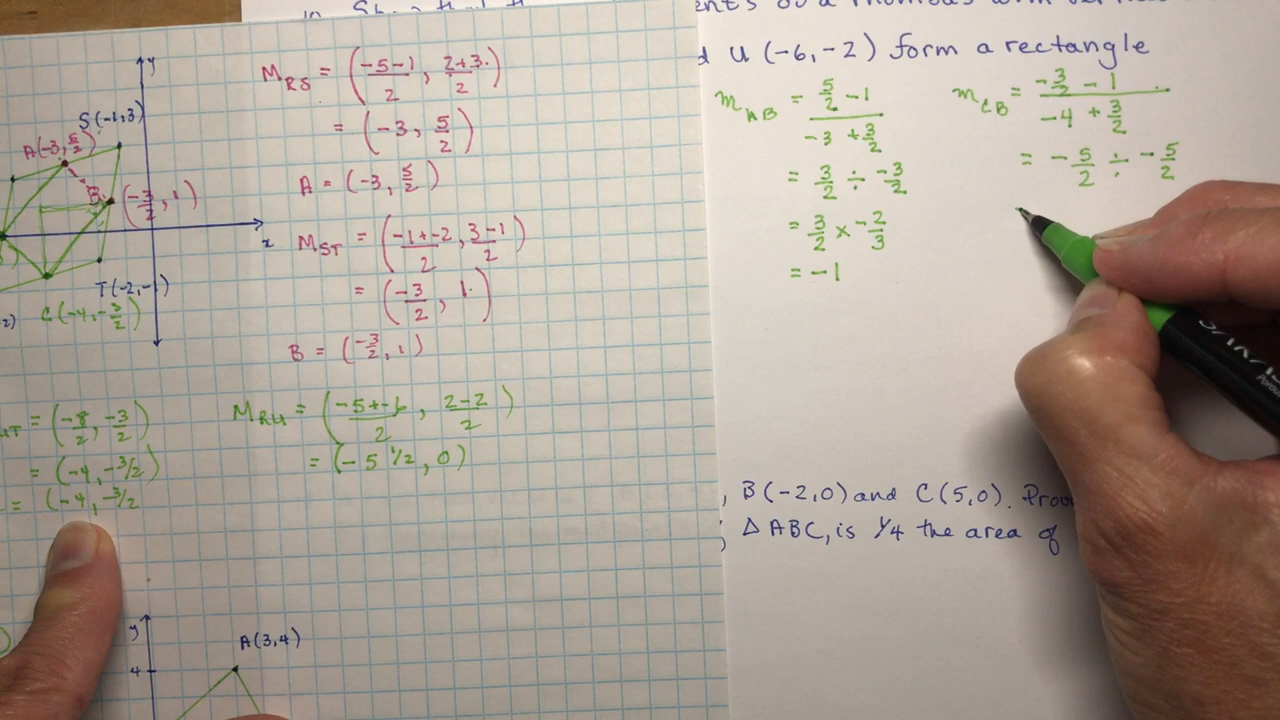 U (-6, -2) form a rectangle
y
S(-1,3)
A(-3, 5/2)
B
(-3/2, 1)
x
T(-2,-1)
C(-4, -3/2)
M_RS = ((-5-1)/2, (2+3)/2)
= (-3, 5/2)
A = (-3, 5/2)
M_ST = ((-1+-2)/2, (3-1)/2)
= (-3/2, 1)
B = (-3/2, 1)
= (-8/2, -3/2)
= (-4, -3/2)
= (-4, -3/2
M_RU = ((-5+-6)/2, (2-2)/2)
= (-5 1/2, 0)
m_AB = (5/2 - 1)/(-3 + 3/2)
= 3/2 ÷ -3/2
= 3/2 × -2/3
= -1
m_CB = (-3/2 - 1)/(-4 + 3/2)
= -5/2 ÷ -5/2
, B(-2,0) and C(5,0).
Δ ABC, is 1/4 the area of
y
4
A(3,4)